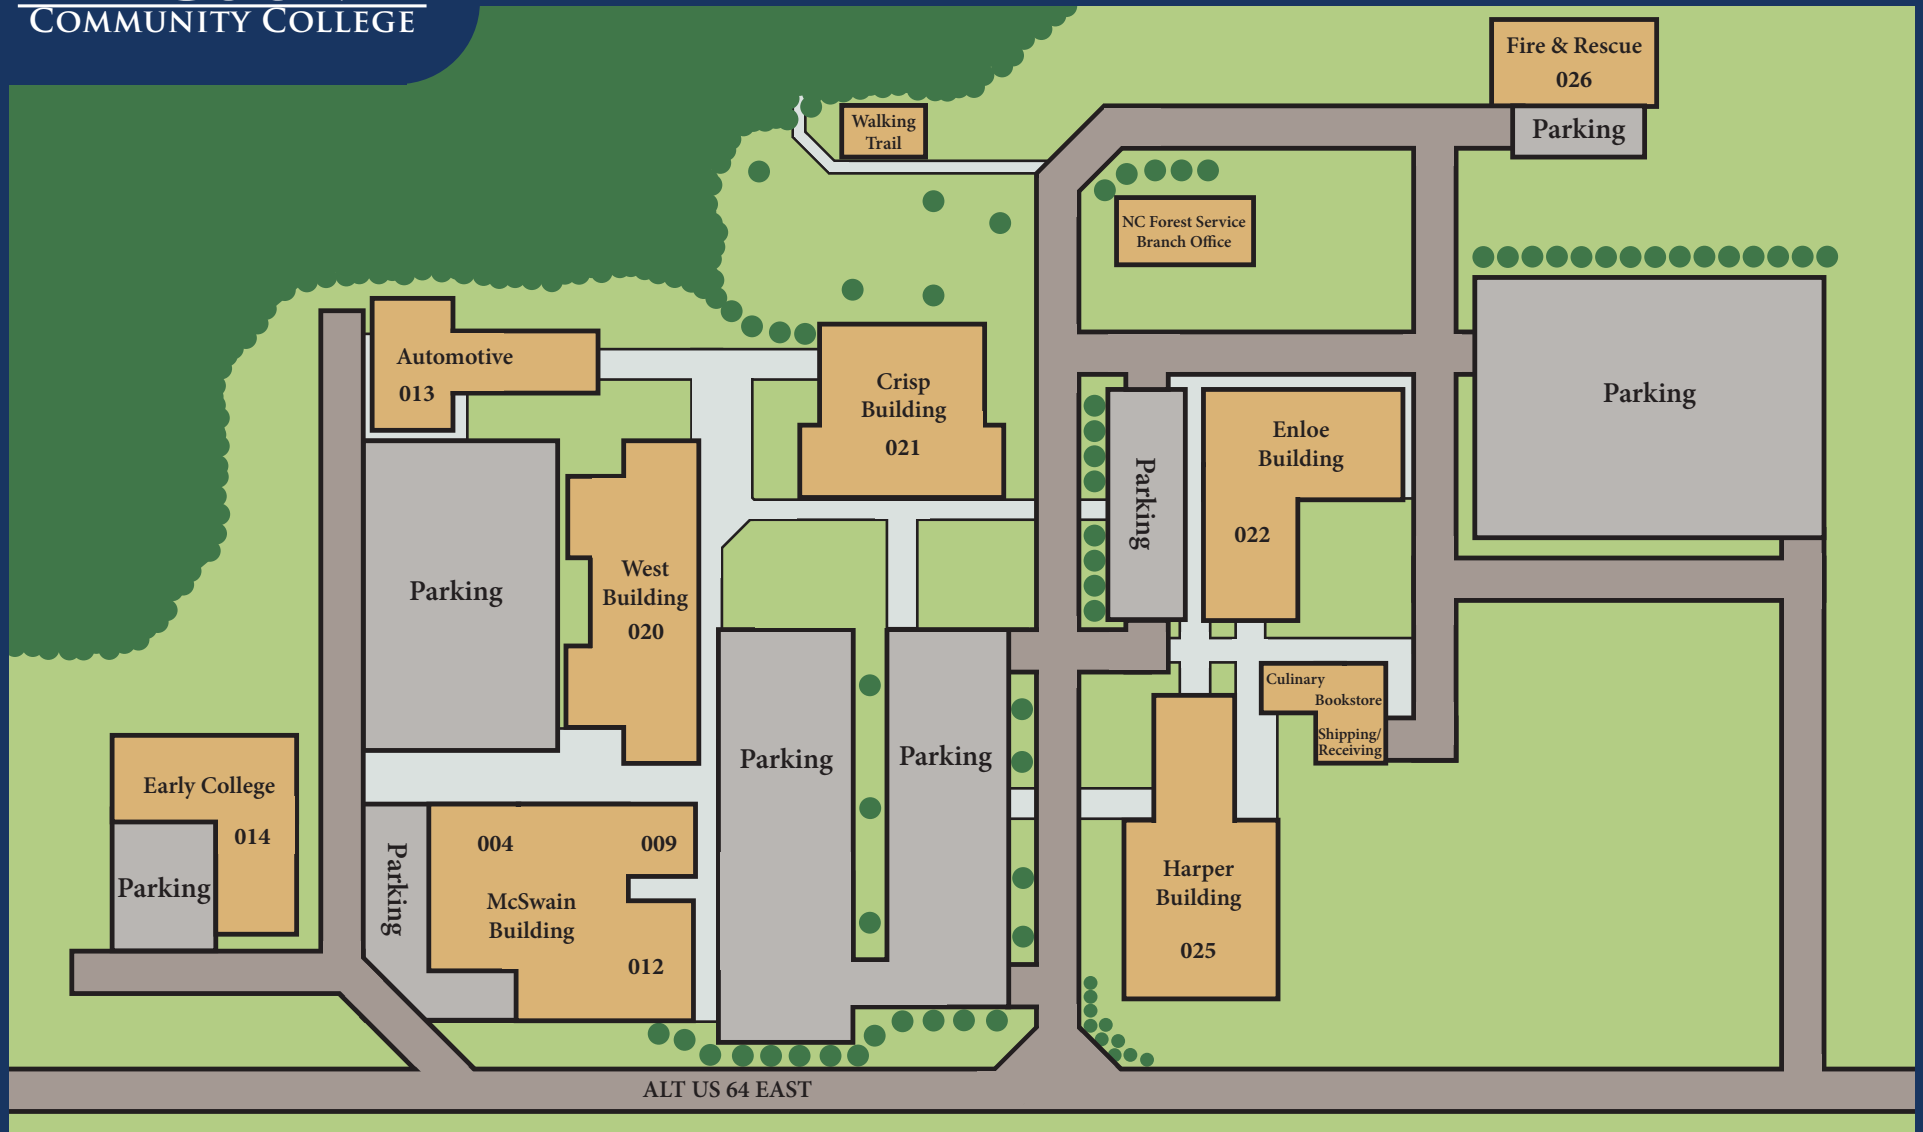 COMMUNITY COLLEGE
Fire & Rescue
026
Parking
Walking
Trail
NC Forest Service
Branch Office
Automotive
013
Crisp
Building
021
Parking
Enloe
Building
022
Parking
Parking
West
Building
020
Culinary
Bookstore
Shipping/
Receiving
Parking
Parking
Early College
014
Parking
Parking
004
009
McSwain
Building
012
Harper
Building
025
ALT US 64 EAST